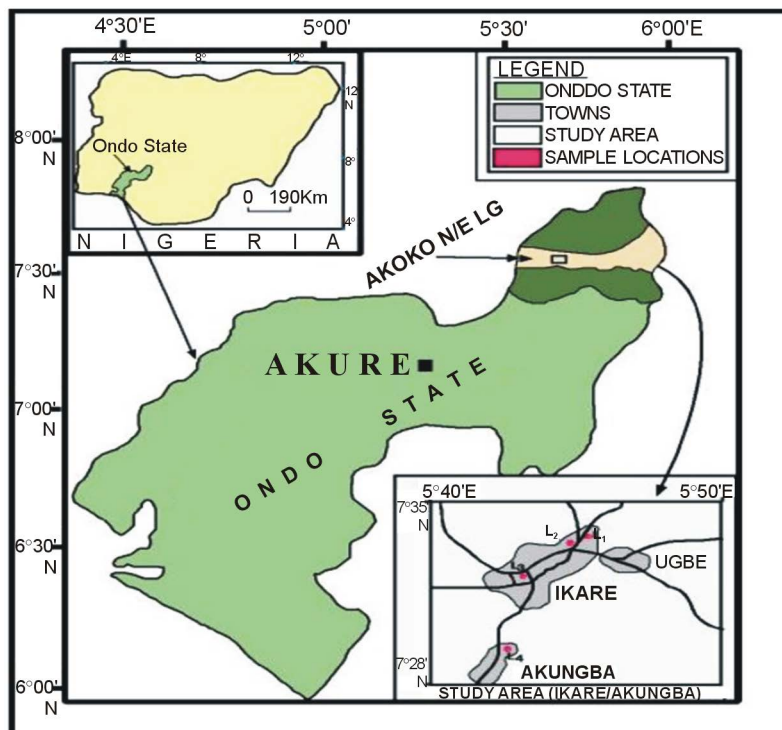 4°30'E 5°00' 5°30' 6°00'E
4°E 8° 12°
12
N
8°
4°
Ondo State
0 190Km
N I G E R I A
LEGEND
ONDDO STATE
TOWNS
STUDY AREA
SAMPLE LOCATIONS
8°00'
N
7°30'
N
7°00'
N
6°30'
N
6°00'
N
AKOKO N/E LG
AKURE
ONDO STATE
5°40'E 5°50'E
7°35'
N
7°28'
N
L2 L1
L3
UGBE
IKARE
L4
AKUNGBA
STUDY AREA (IKARE/AKUNGBA)